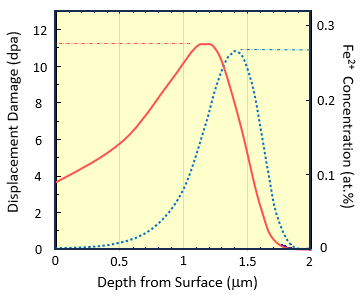 Displacement Damage (dpa)
12
10
8
6
4
2
0
0.3
0.2
0.1
0
Fe²⁺ Concentration (at.%)
0 0.5 1 1.5 2
Depth from Surface (μm)